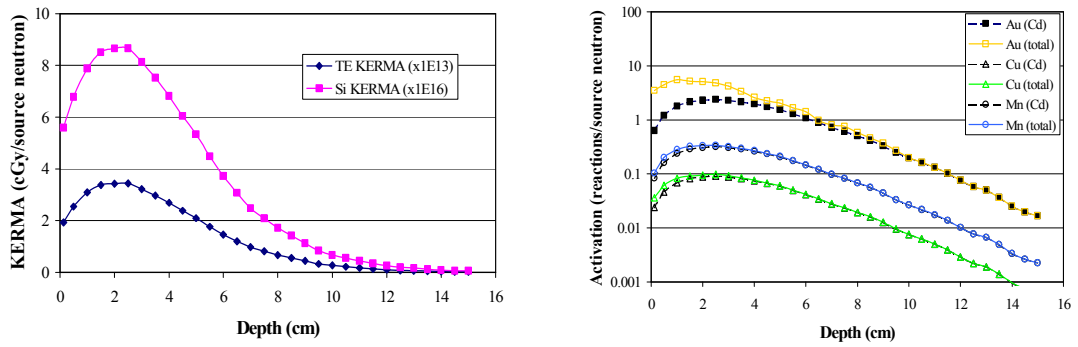 10
8
6
4
2
0
KERMA (cGy/source neutron)
TE KERMA (x1E13)
Si KERMA (x1E16)
0 2 4 6 8 10 12 14 16
Depth (cm)
100
10
1
0.1
0.01
0.001
Activation (reactions/source neutron)
Au (Cd)
Au (total)
Cu (Cd)
Cu (total)
Mn (Cd)
Mn (total)
0 2 4 6 8 10 12 14 16
Depth (cm)